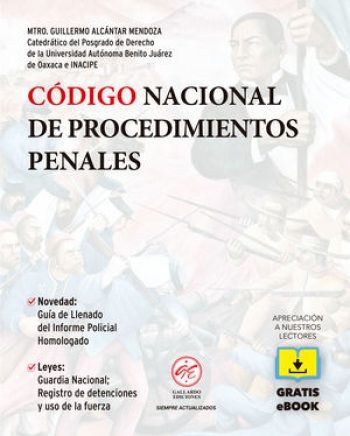 MTRO. GUILLERMO ALCÁNTAR MENDOZA
Catedrático del Posgrado de Derecho
de la Universidad Autónoma Benito Juárez
de Oaxaca e INACIPE
CÓDIGO NACIONAL
DE PROCEDIMIENTOS
PENALES
Novedad:
Guía de Llenado
del Informe Policial
Homologado
Leyes:
Guardia Nacional;
Registro de detenciones
y uso de la fuerza
GALLARDO
EDICIONES
SIEMPRE ACTUALIZADOS
APRECIACIÓN
A NUESTROS
LECTORES
GRATIS
eBOOK